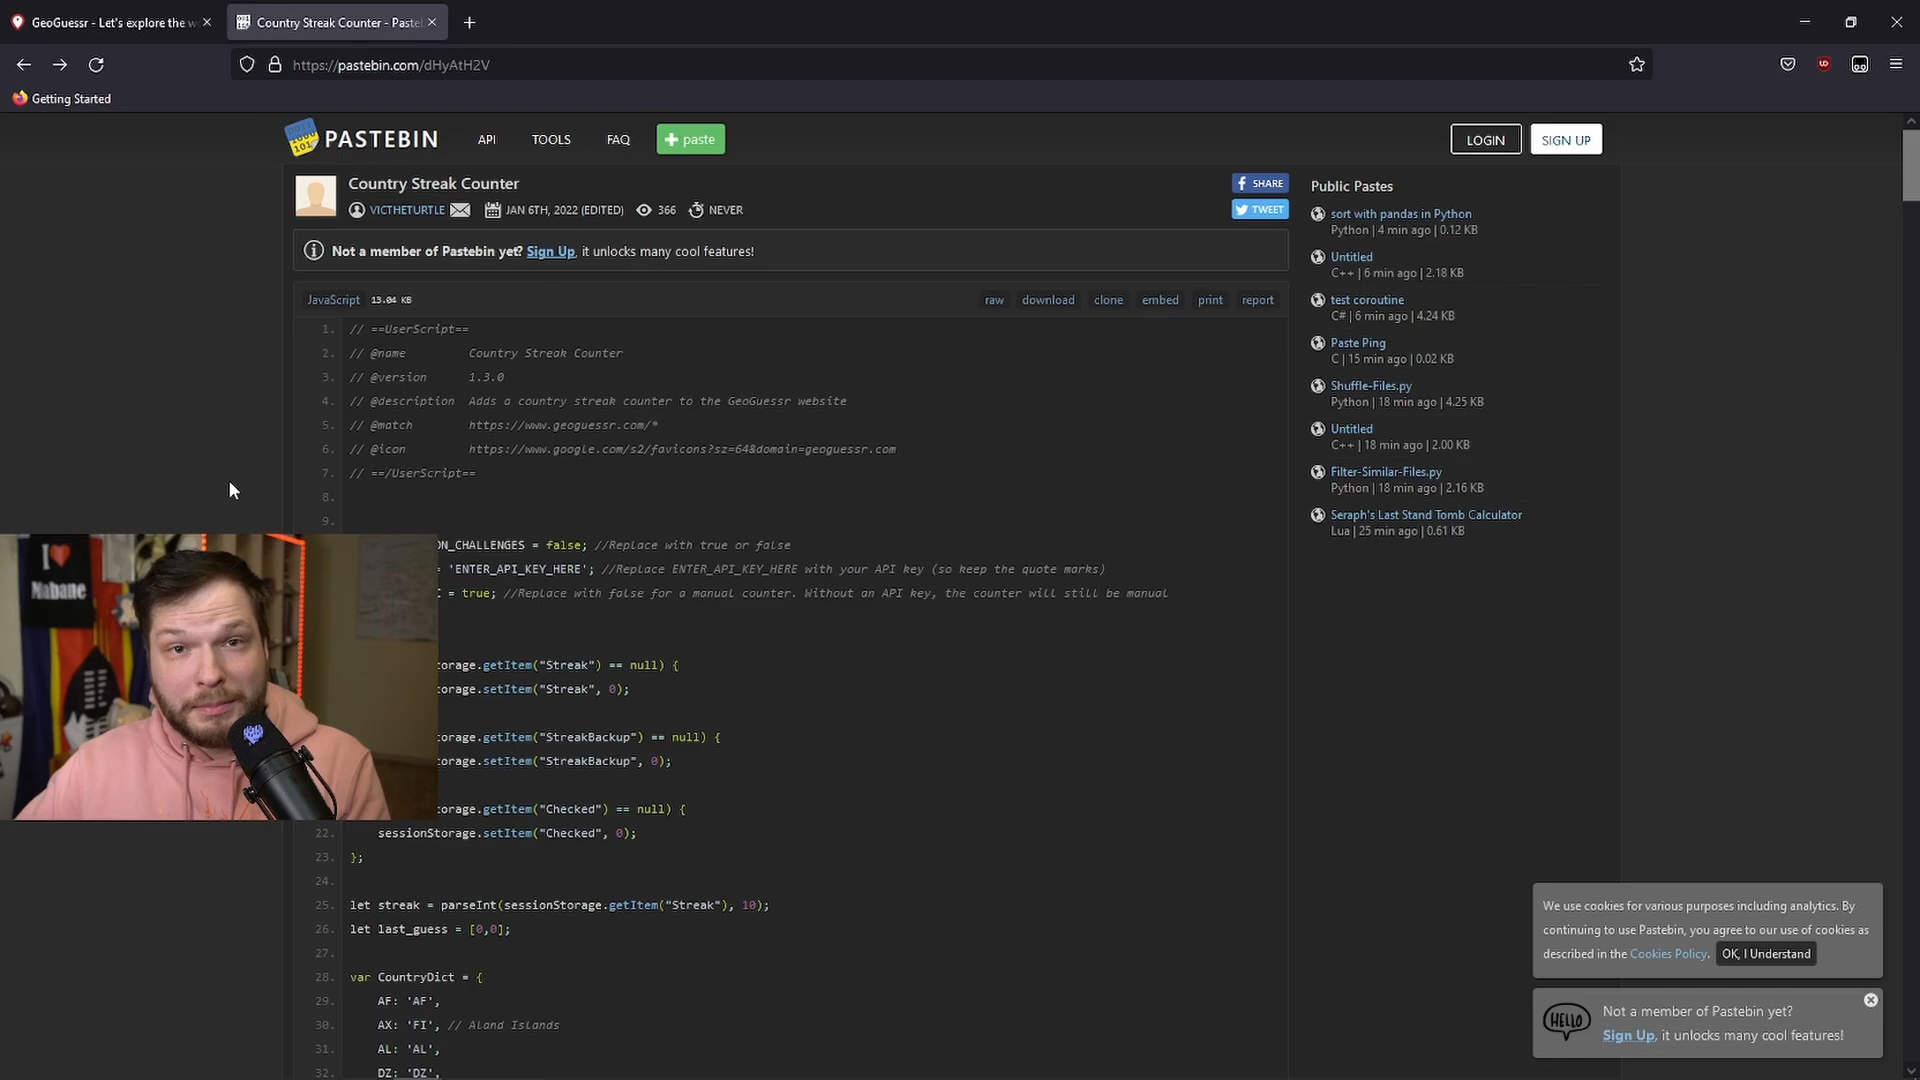 GeoGuessr - Let's explore the w
Country Streak Counter - Paste
https://pastebin.com/dHyAtH2V
Getting Started
PASTEBIN
API
TOOLS
FAQ
paste
LOGIN
SIGN UP
Country Streak Counter
VICTHETURTLE
JAN 6TH, 2022 (EDITED)
366
NEVER
SHARE
TWEET
Not a member of Pastebin yet? Sign Up, it unlocks many cool features!
JavaScript 13.04 KB
raw
download
clone
embed
print
report
1. // ==UserScript==
2. // @name Country Streak Counter
3. // @version 1.3.0
4. // @description Adds a country streak counter to the GeoGuessr website
5. // @match https://www.geoguessr.com/*
6. // @icon https://www.google.com/s2/favicons?sz=64&domain=geoguessr.com
7. // ==/UserScript==
8.
9.
ON_CHALLENGES = false; //Replace with true or false
= 'ENTER_API_KEY_HERE'; //Replace ENTER_API_KEY_HERE with your API key (so keep the quote marks)
= true; //Replace with false for a manual counter. Without an API key, the counter will still be manual
orage.getItem("Streak") == null) {
orage.setItem("Streak", 0);
orage.getItem("StreakBackup") == null) {
orage.setItem("StreakBackup", 0);
orage.getItem("Checked") == null) {
22. sessionStorage.setItem("Checked", 0);
23. };
24.
25. let streak = parseInt(sessionStorage.getItem("Streak"), 10);
26. let last_guess = [0,0];
27.
28. var CountryDict = {
29. AF: 'AF',
30. AX: 'FI', // Aland Islands
31. AL: 'AL',
32. DZ: 'DZ',
Public Pastes
sort with pandas in Python
Python | 4 min ago | 0.12 KB
Untitled
C++ | 6 min ago | 2.18 KB
test coroutine
C# | 6 min ago | 4.24 KB
Paste Ping
C | 15 min ago | 0.02 KB
Shuffle-Files.py
Python | 18 min ago | 4.25 KB
Untitled
C++ | 18 min ago | 2.00 KB
Filter-Similar-Files.py
Python | 18 min ago | 2.16 KB
Seraph's Last Stand Tomb Calculator
Lua | 25 min ago | 0.61 KB
I
Mabane
We use cookies for various purposes including analytics. By
continuing to use Pastebin, you agree to our use of cookies as
described in the Cookies Policy. OK, I Understand
HELLO
Not a member of Pastebin yet?
Sign Up, it unlocks many cool features!